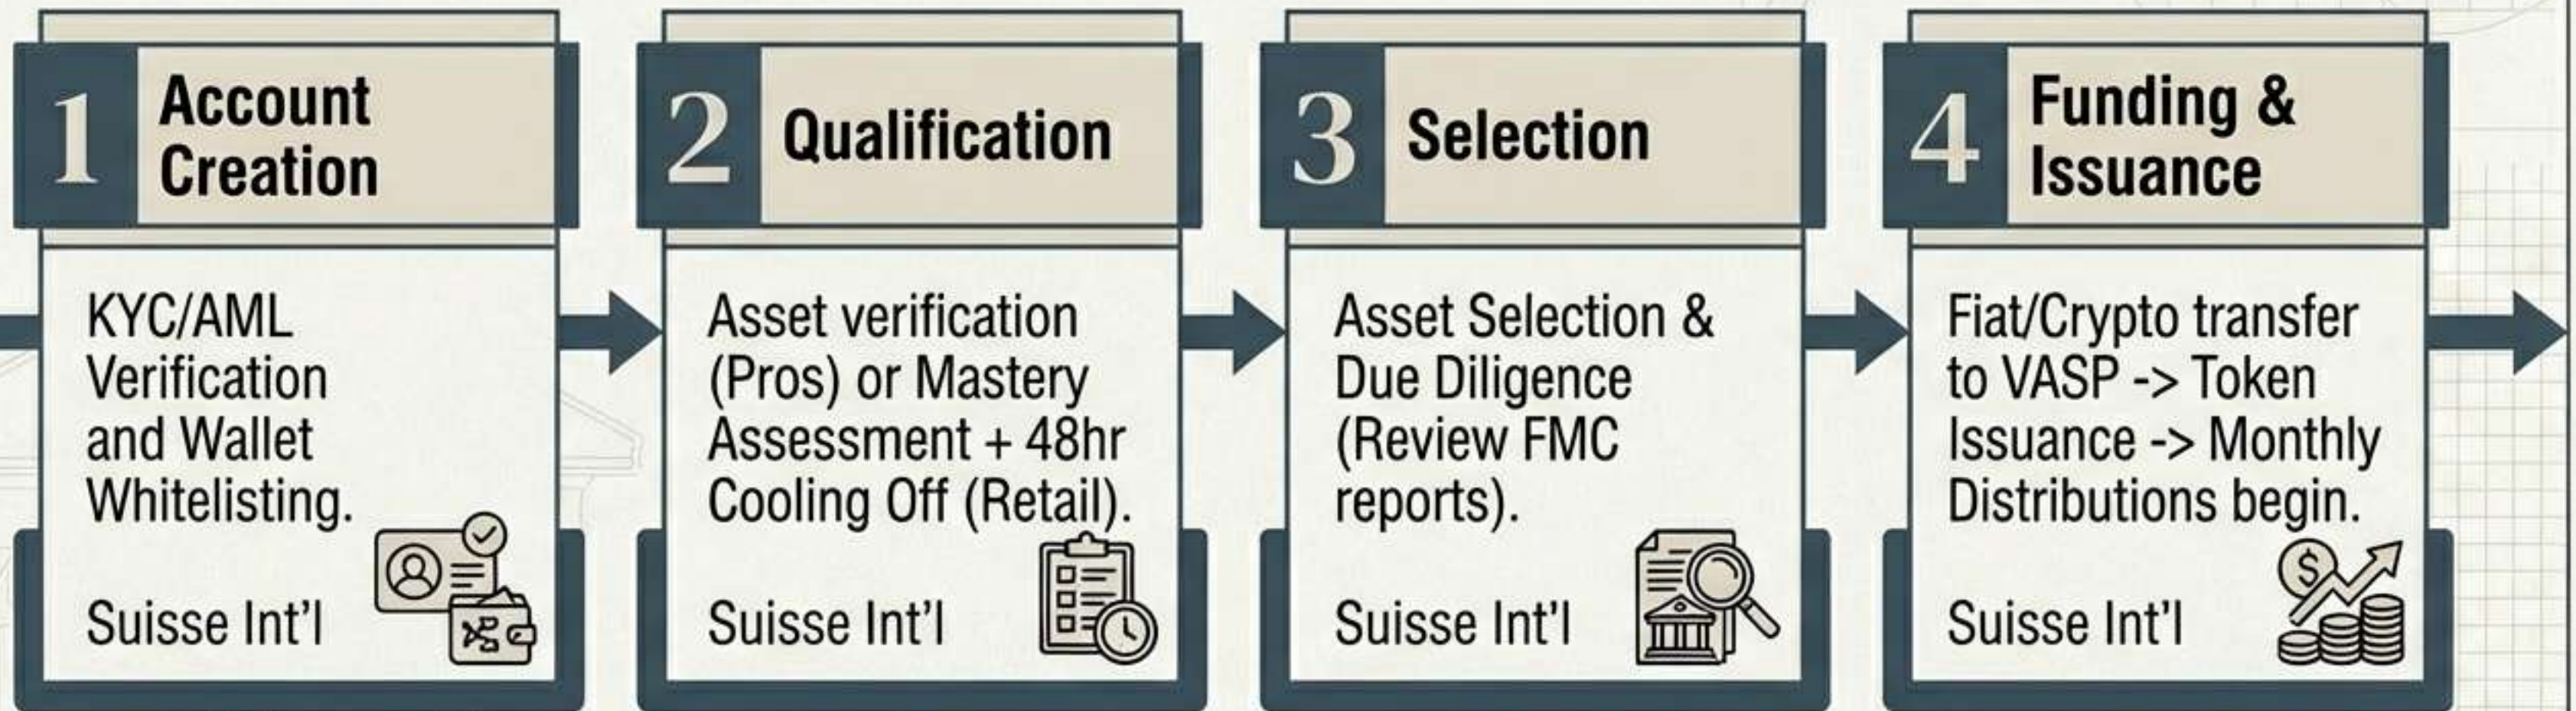 1
Account
Creation
KYC/AML
Verification
and Wallet
Whitelisting.
Suisse Int'l
2
Qualification
Asset verification
(Pros) or Mastery
Assessment + 48hr
Cooling Off (Retail).
Suisse Int'l
3
Selection
Asset Selection &
Due Diligence
(Review FMC
reports).
Suisse Int'l
4
Funding &
Issuance
Fiat/Crypto transfer
to VASP -> Token
Issuance -> Monthly
Distributions begin.
Suisse Int'l
$